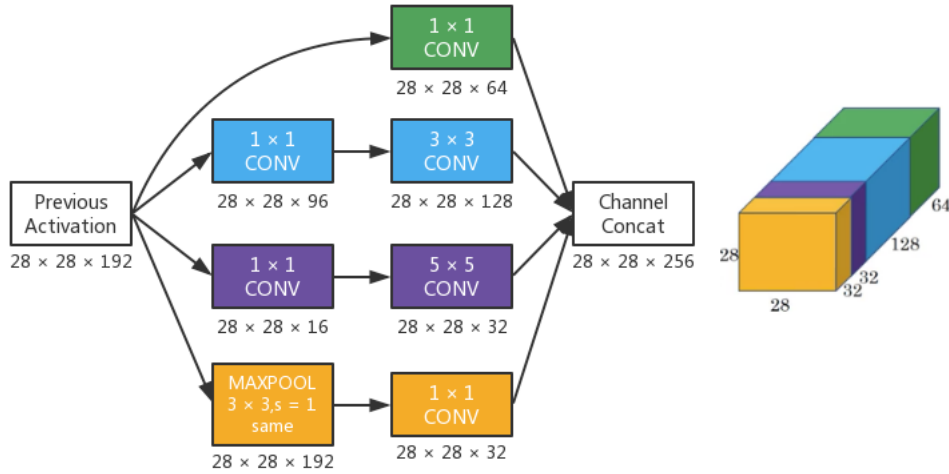 1 × 1
CONV
28 × 28 × 64
1 × 1
CONV
28 × 28 × 96
3 × 3
CONV
28 × 28 × 128
Previous
Activation
28 × 28 × 192
Channel
Concat
28 × 28 × 256
1 × 1
CONV
28 × 28 × 16
5 × 5
CONV
28 × 28 × 32
MAXPOOL
3 × 3,s = 1
same
28 × 28 × 192
1 × 1
CONV
28 × 28 × 32
28
28
32
32
128
64